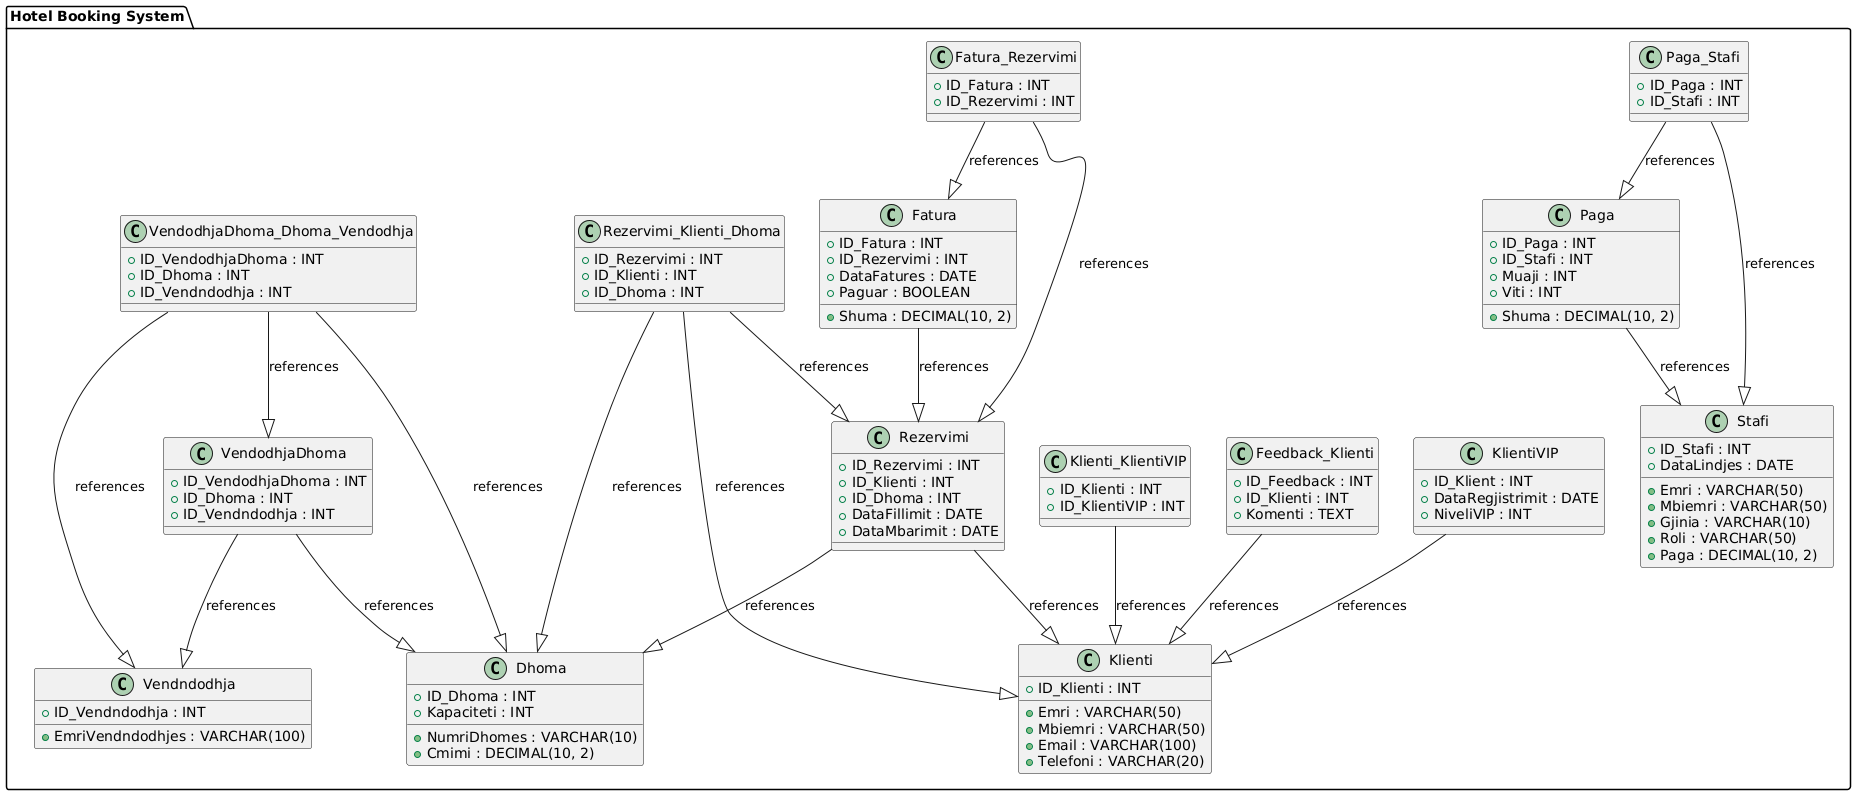 Hotel Booking System
C Fatura_Rezervimi
ID_Fatura : INT
ID_Rezervimi : INT
C Paga_Stafi
ID_Paga : INT
ID_Stafi : INT
references
references
references
references
C VendodhjaDhoma_Dhoma_Vendodhja
ID_VendodhjaDhoma : INT
ID_Dhoma : INT
ID_Vendndodhja : INT
C Rezervimi_Klienti_Dhoma
ID_Rezervimi : INT
ID_Klienti : INT
ID_Dhoma : INT
C Fatura
ID_Fatura : INT
ID_Rezervimi : INT
DataFatures : DATE
Paguar : BOOLEAN
Shuma : DECIMAL(10, 2)
C Paga
ID_Paga : INT
ID_Stafi : INT
Muaji : INT
Viti : INT
Shuma : DECIMAL(10, 2)
references
references
references
references
references
references
references
references
C VendodhjaDhoma
ID_VendodhjaDhoma : INT
ID_Dhoma : INT
ID_Vendndodhja : INT
C Rezervimi
ID_Rezervimi : INT
ID_Klienti : INT
ID_Dhoma : INT
DataFillimit : DATE
DataMbarimit : DATE
C Klienti_KlientiVIP
ID_Klienti : INT
ID_KlientiVIP : INT
C Feedback_Klienti
ID_Feedback : INT
ID_Klienti : INT
Komenti : TEXT
C KlientiVIP
ID_Klient : INT
DataRegjistrimit : DATE
NiveliVIP : INT
C Stafi
ID_Stafi : INT
DataLindjes : DATE
Emri : VARCHAR(50)
Mbiemri : VARCHAR(50)
Gjinia : VARCHAR(10)
Roli : VARCHAR(50)
Paga : DECIMAL(10, 2)
references
references
references
references
references
references
references
references
C Vendndodhja
ID_Vendndodhja : INT
EmriVendndodhjes : VARCHAR(100)
C Dhoma
ID_Dhoma : INT
Kapaciteti : INT
NumriDhomes : VARCHAR(10)
Cmimi : DECIMAL(10, 2)
C Klienti
ID_Klienti : INT
Emri : VARCHAR(50)
Mbiemri : VARCHAR(50)
Email : VARCHAR(100)
Telefoni : VARCHAR(20)